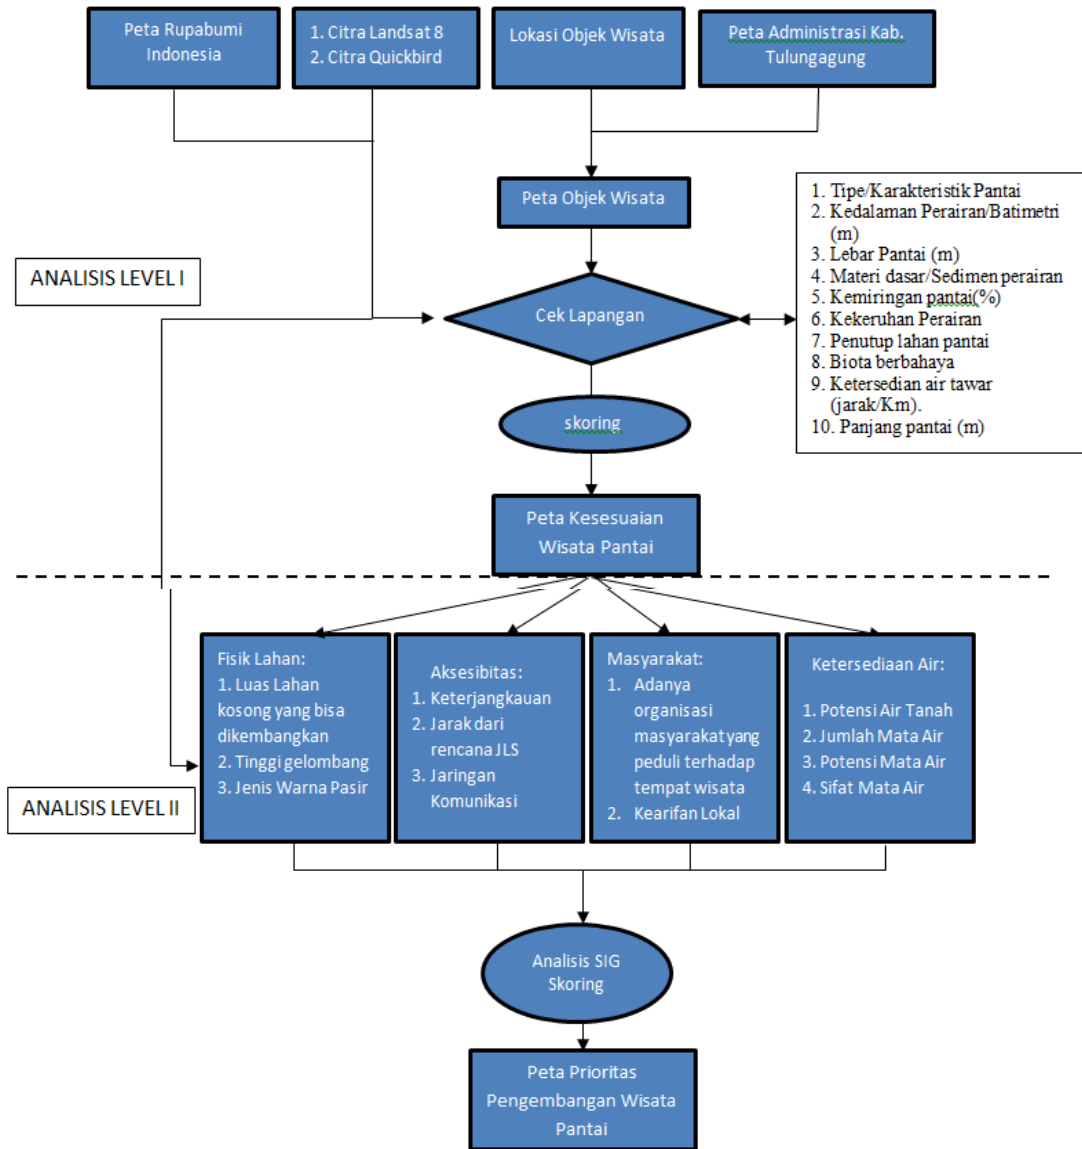 Peta Rupabumi
Indonesia
1. Citra Landsat 8
2. Citra Quickbird
Lokasi Objek Wisata
Peta Administrasi Kab.
Tulungagung
Peta Objek Wisata
1. Tipe/Karakteristik Pantai
2. Kedalaman Perairan/Batimetri
(m)
3. Lebar Pantai (m)
4. Materi dasar/Sedimen perairan
5. Kemiringan pantai(%)
6. Kekeruhan Perairan
7. Penutup lahan pantai
8. Biota berbahaya
9. Ketersedian air tawar
(jarak/Km).
10. Panjang pantai (m)
ANALISIS LEVEL I
Cek Lapangan
skoring
Peta Kesesuaian
Wisata Pantai
Fisik Lahan:
1. Luas Lahan
kosong yang bisa
dikembangkan
2. Tinggi gelombang
3. Jenis Warna Pasir
Aksesibitas:
1. Keterjangkauan
2. Jarak dari
rencana JLS
3. Jaringan
Komunikasi
Masyarakat:
1. Adanya
organisasi
masyarakat yang
peduli terhadap
tempat wisata
2. Kearifan Lokal
Ketersediaan Air:
1. Potensi Air Tanah
2. Jumlah Mata Air
3. Potensi Mata Air
4. Sifat Mata Air
ANALISIS LEVEL II
Analisis SIG
Skoring
Peta Prioritas
Pengembangan Wisata
Pantai